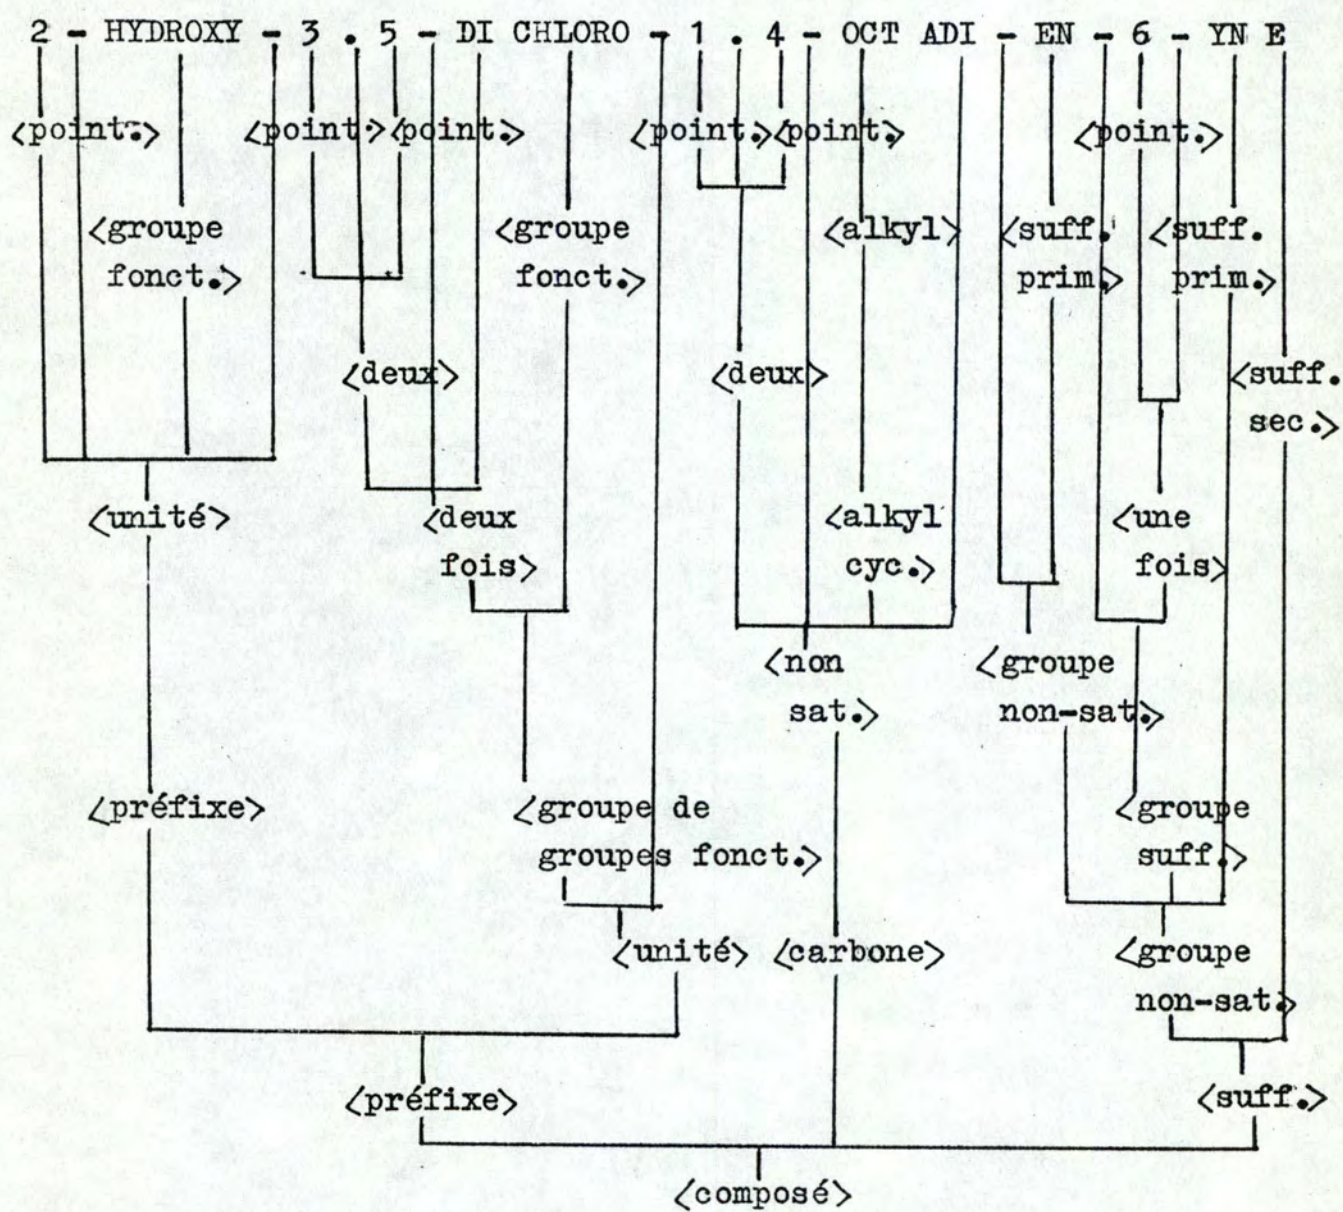 2 - HYDROXY - 3 . 5 - DI CHLORO - 1 . 4 - OCT ADI - EN - 6 - YN E
<point.> <point.> <point.> <point.> <point.> <point.>
<groupe <groupe <alkyl> <suff. <suff.
fonct.> fonct.> prim.> prim.>
<deux> <deux> <suff.
sec.>
<unité> <deux <alkyl <une
fois> cyc.> fois>
<non <groupe
sat.> non-sat.>
<préfixe> <groupe de <groupe
groupes fonct.> suff.>
<unité> <carbone> <groupe
non-sat.>
<préfixe> <suff.>
<composé>